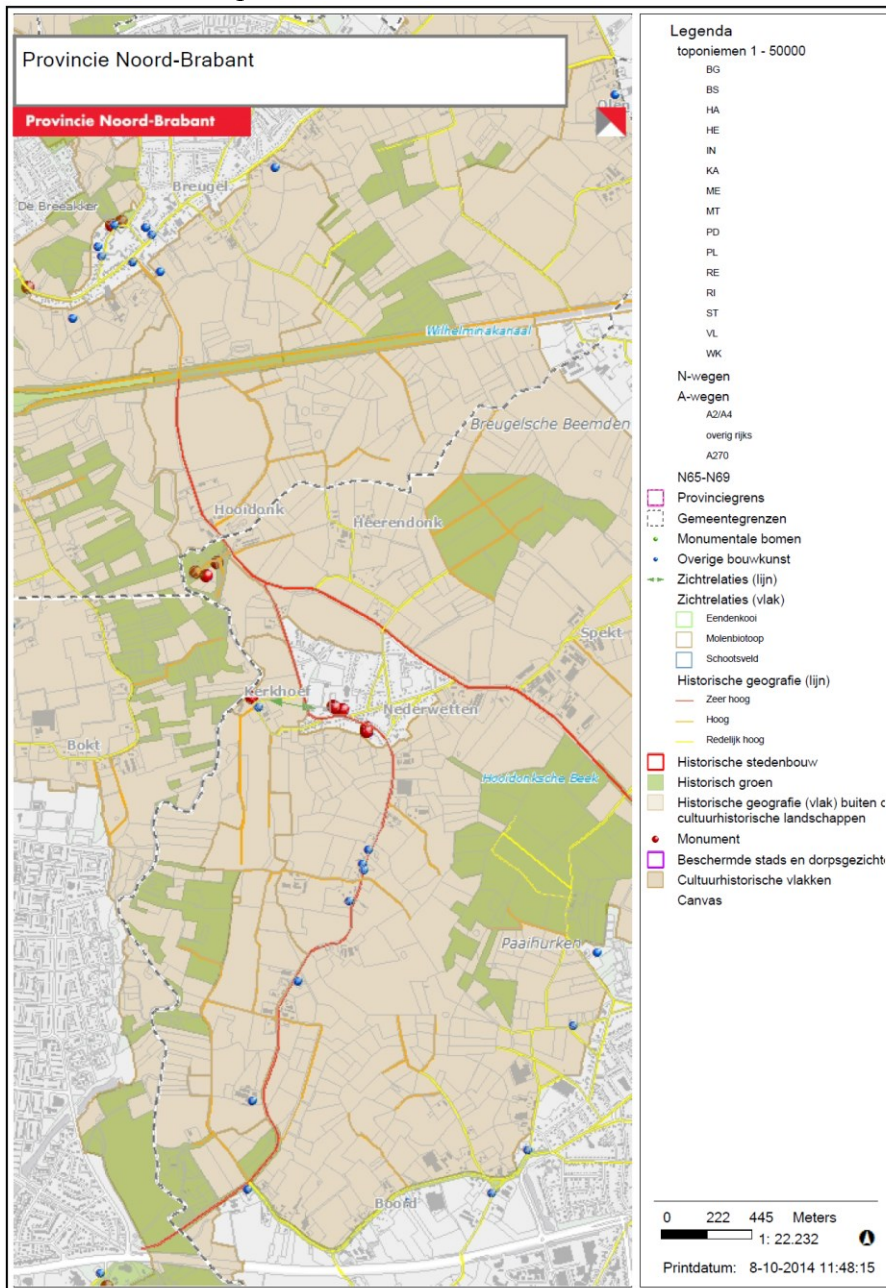 Provincie Noord-Brabant
Provincie Noord-Brabant
Olen
Breugel
De Breeakker
Wilhelminakanaal
Breugelsche Beemden
Hooidonk
Heerendonk
Spekt
Kerkhoef
Nederwetten
Bokt
Hooidonksche Beek
Paaihurken
Boord
Legenda
toponiemen 1 - 50000
BG
BS
HA
HE
IN
KA
ME
MT
PD
PL
RE
RI
ST
VL
WK
N-wegen
A-wegen
A2/A4
overig rijks
A270
N65-N69
Provinciegrens
Gemeentegrenzen
Monumentale bomen
Overige bouwkunst
Zichtrelaties (lijn)
Zichtrelaties (vlak)
Eendenkooi
Molenbiotoop
Schootsveld
Historische geografie (lijn)
Zeer hoog
Hoog
Redelijk hoog
Historische stedenbouw
Historisch groen
Historische geografie (vlak) buiten
cultuurhistorische landschappen
Monument
Beschermde stads en dorpsgezichte
Cultuurhistorische vlakken
Canvas
0 222 445 Meters
1: 22.232
Printdatum: 8-10-2014 11:48:15